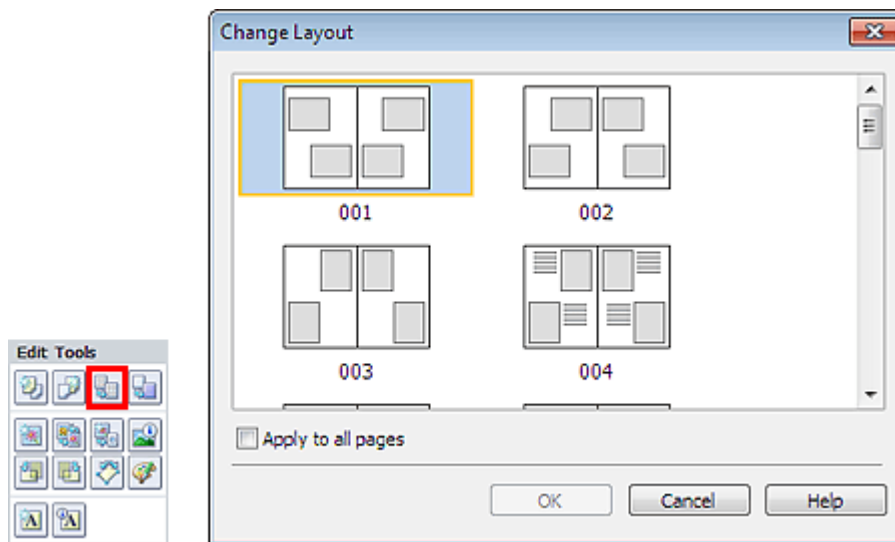 Change Layout
001
002
003
004
Edit Tools
Apply to all pages
OK
Cancel
Help